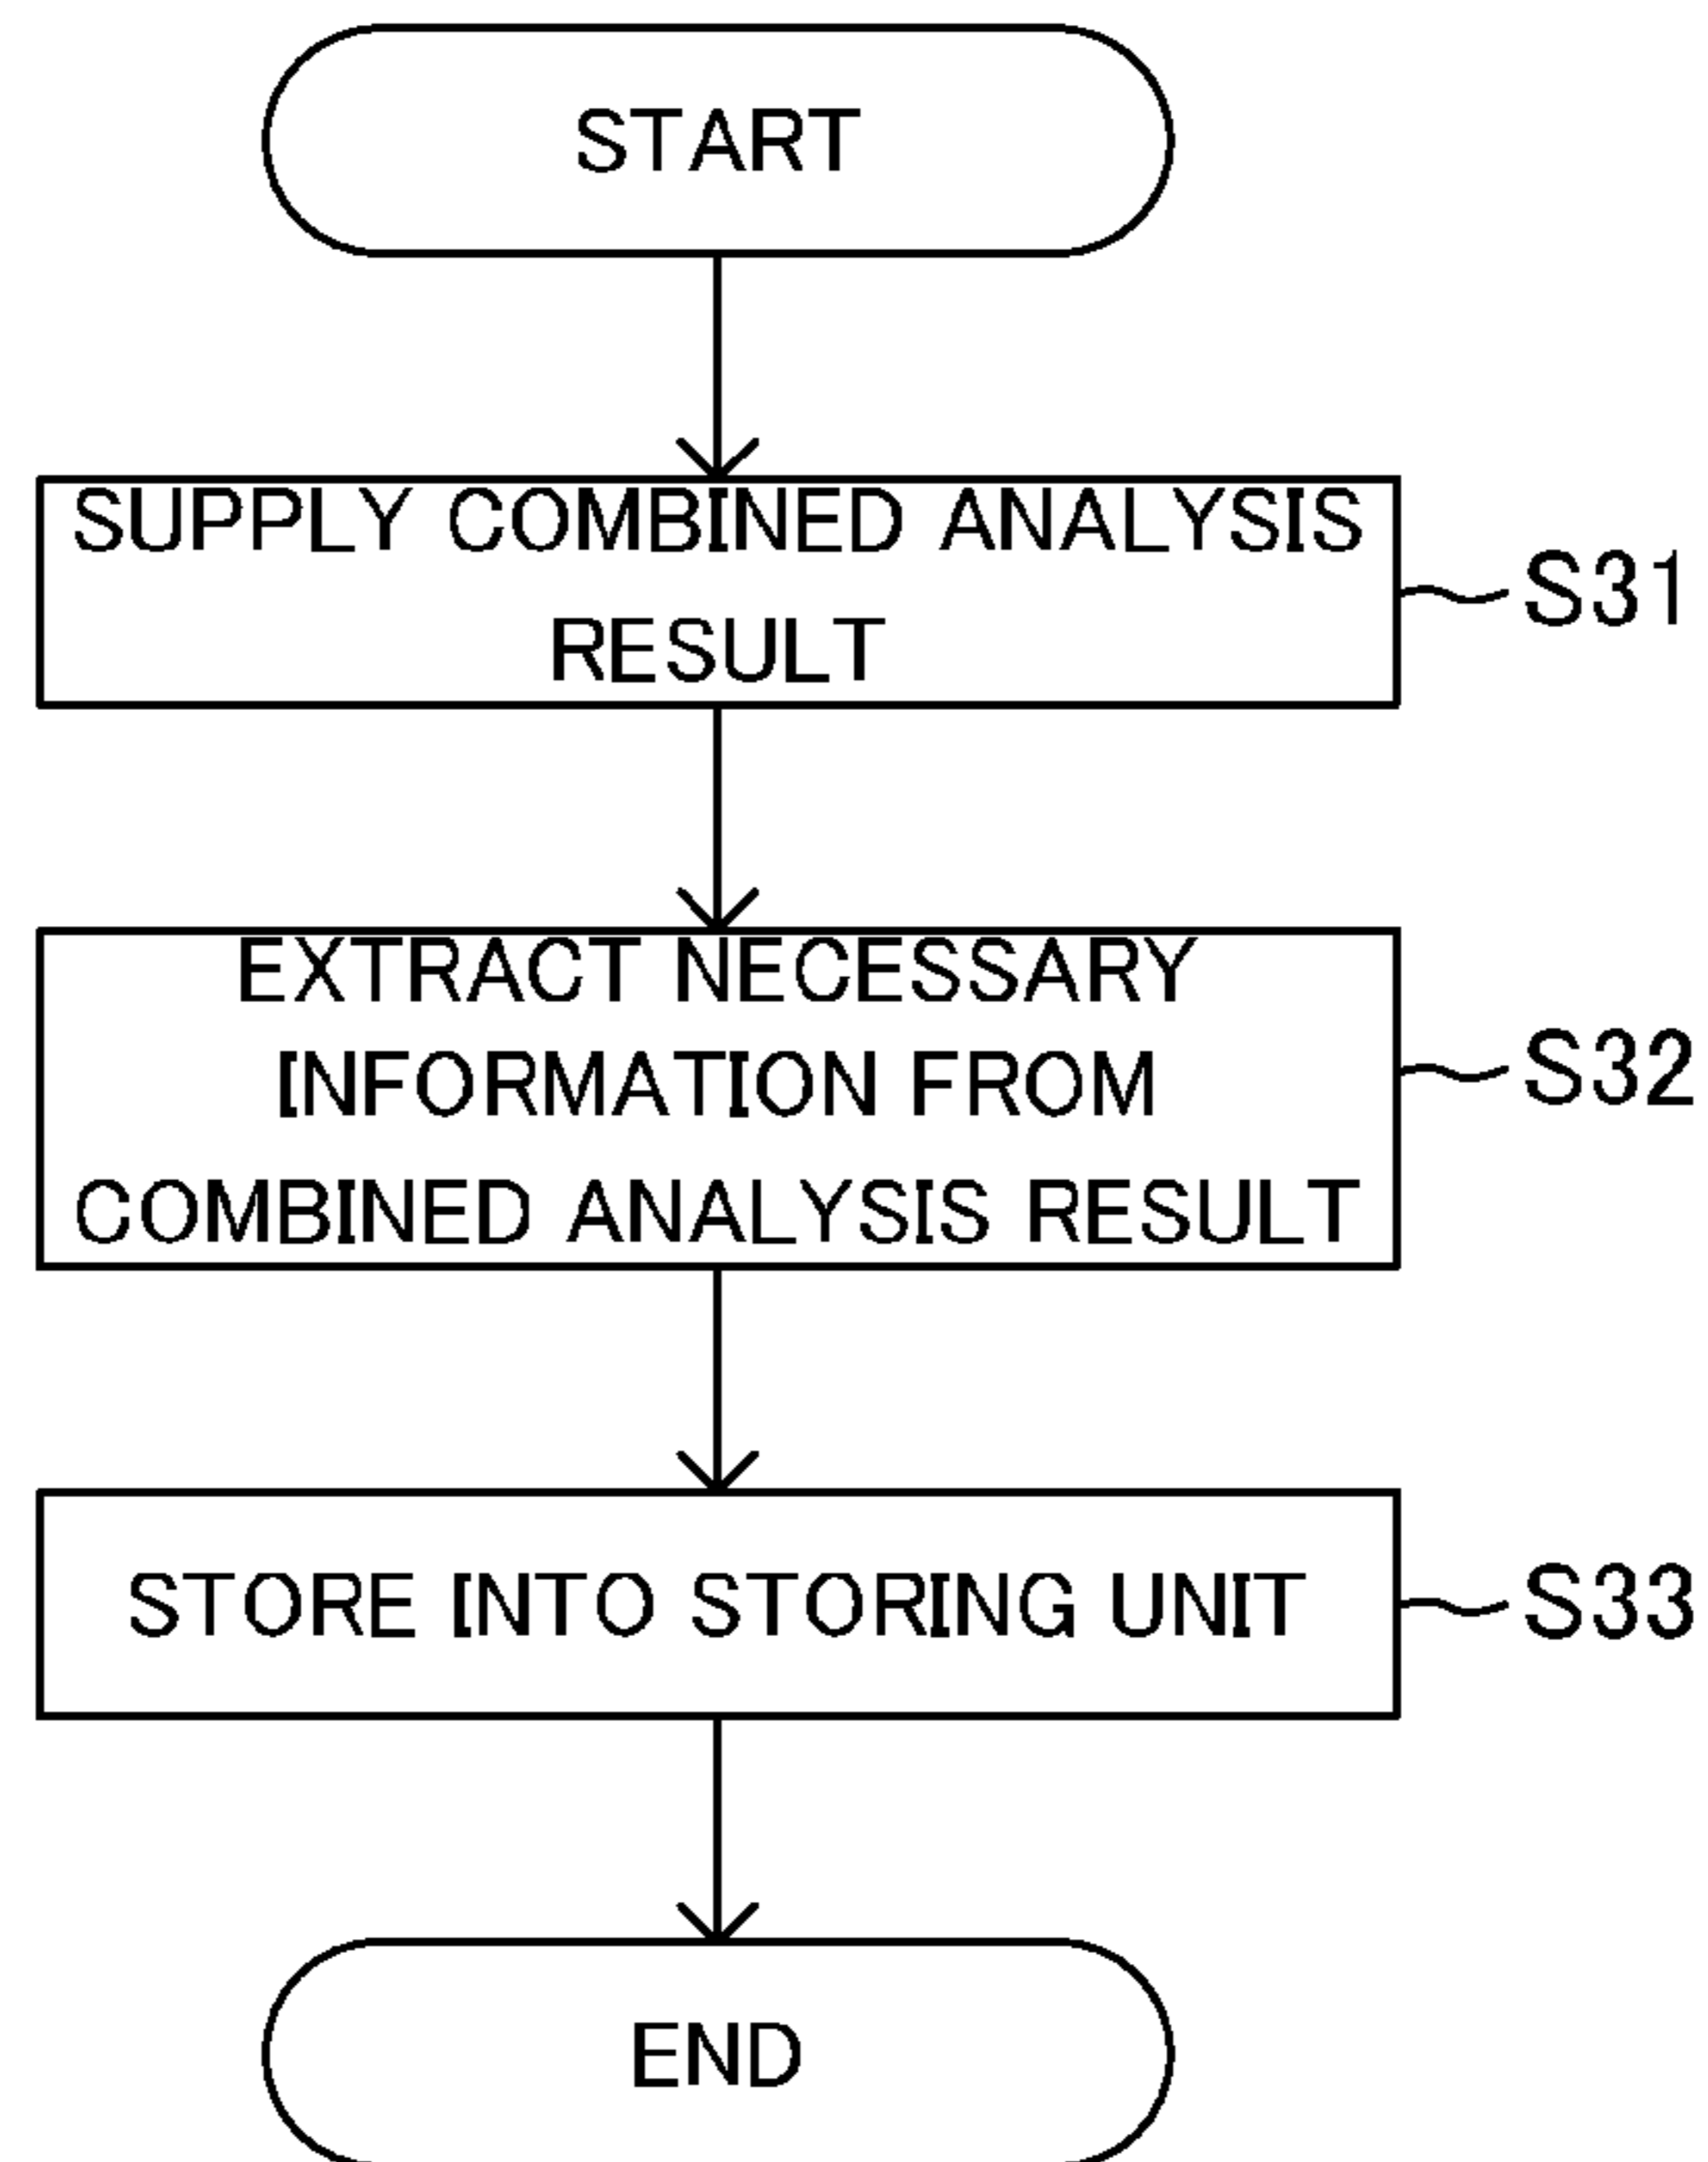 START
SUPPLY COMBINED ANALYSIS
RESULT
S31
EXTRACT NECESSARY
INFORMATION FROM
COMBINED ANALYSIS RESULT
S32
STORE INTO STORING UNIT
S33
END